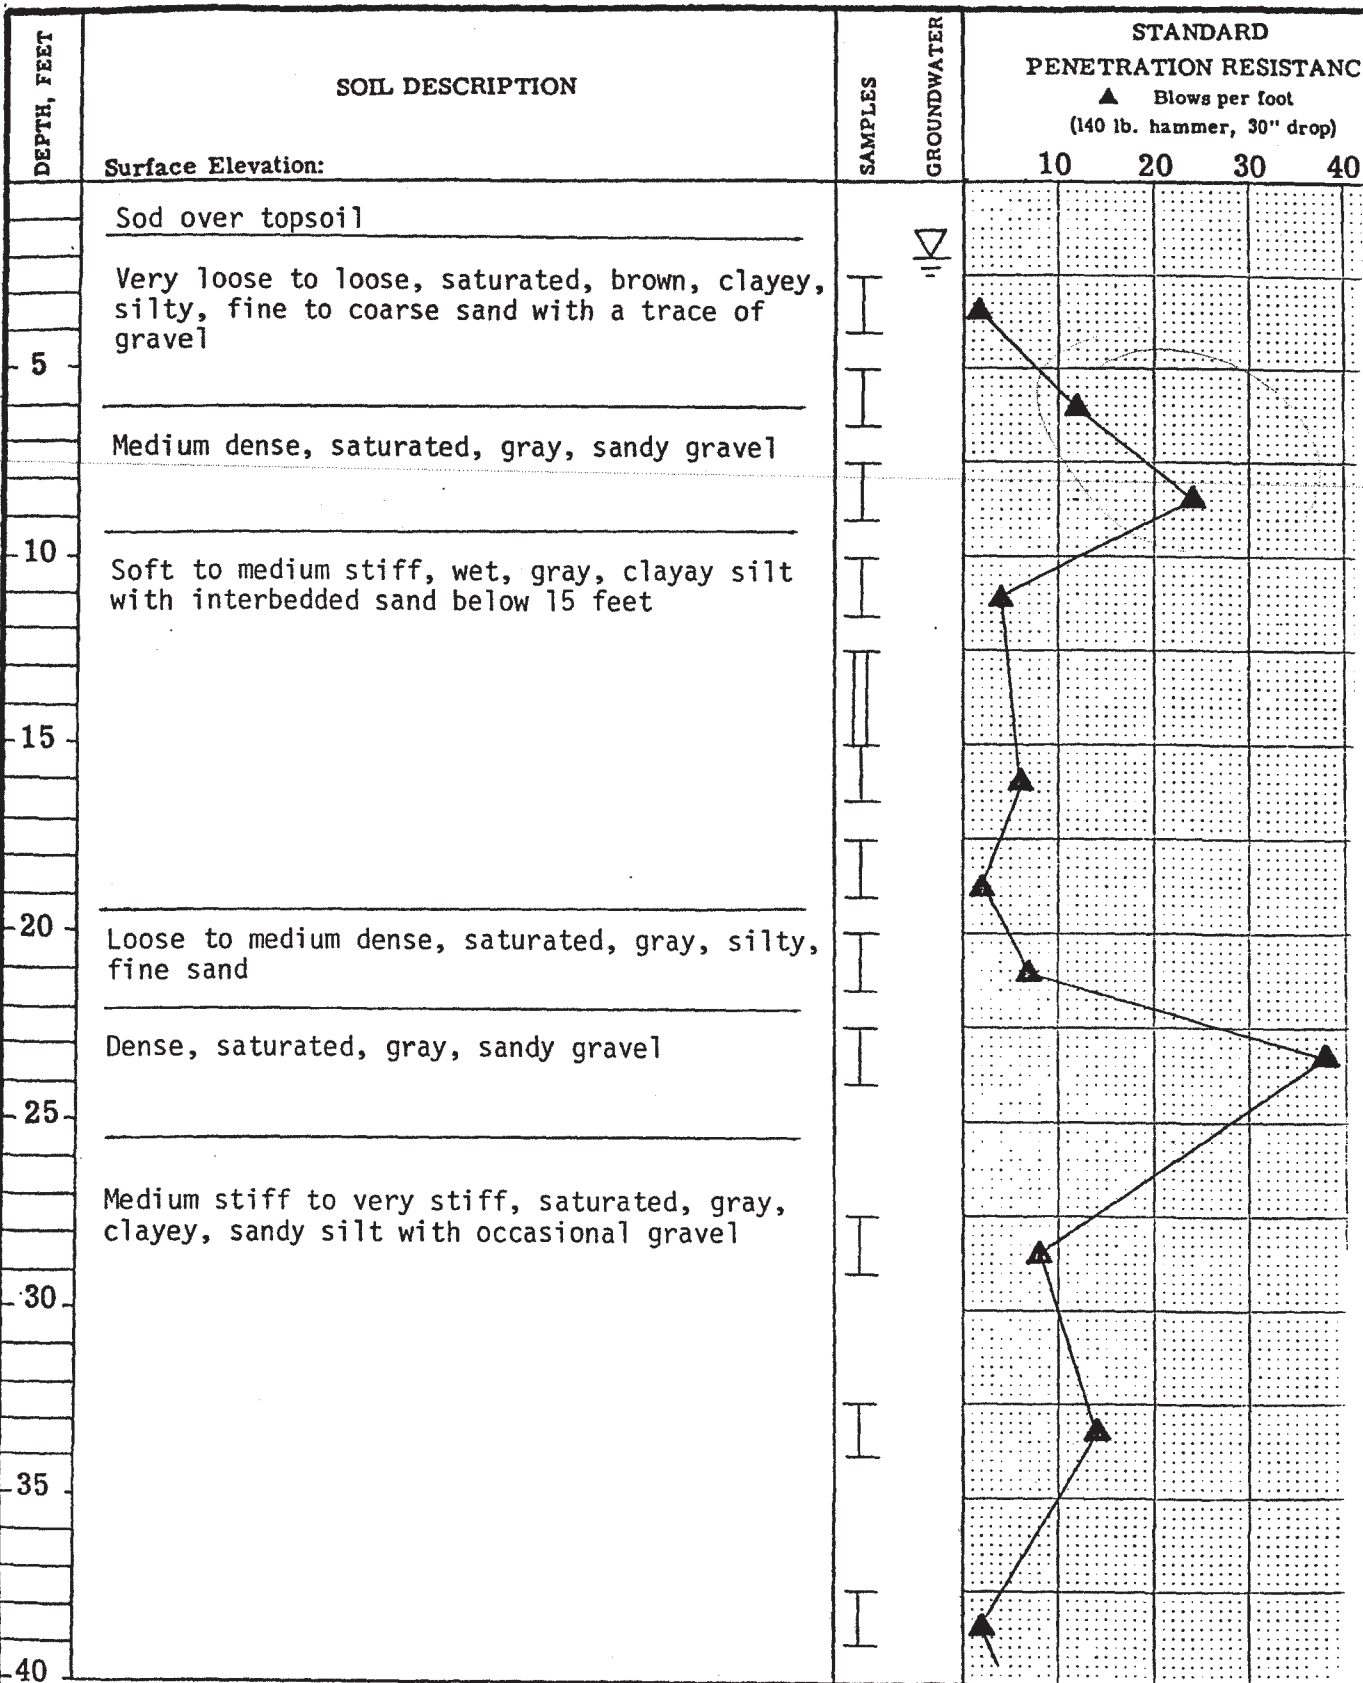 DEPTH, FEET
SOIL DESCRIPTION
Surface Elevation:
SAMPLES
GROUNDWATER
STANDARD
PENETRATION RESISTANC
▲ Blows per foot
(140 lb. hammer, 30" drop)
10 20 30 40
Sod over topsoil
Very loose to loose, saturated, brown, clayey,
silty, fine to coarse sand with a trace of
gravel
5
Medium dense, saturated, gray, sandy gravel
10
Soft to medium stiff, wet, gray, clayay silt
with interbedded sand below 15 feet
15
20
Loose to medium dense, saturated, gray, silty,
fine sand
Dense, saturated, gray, sandy gravel
25
Medium stiff to very stiff, saturated, gray,
clayey, sandy silt with occasional gravel
30
35
40